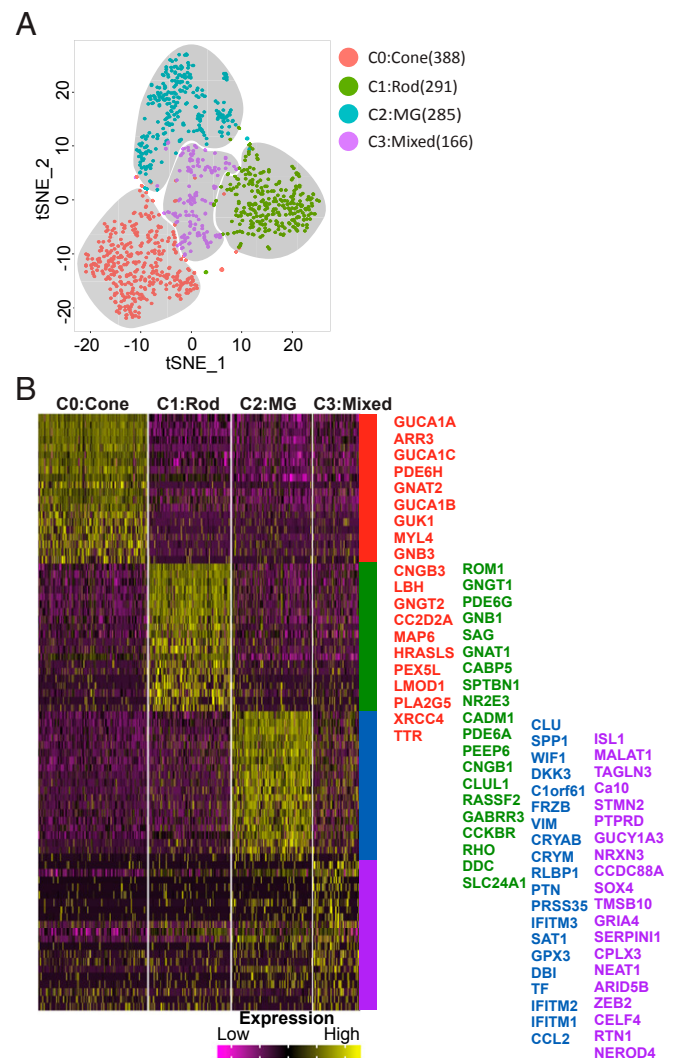 A
C0:Cone(388)
C1:Rod(291)
C2:MG(285)
C3:Mixed(166)
tSNE_2
20
10
0
-10
-20
-20
-10
0
10
20
tSNE_1
B
C0:Cone
C1:Rod
C2:MG
C3:Mixed
GUCA1A
ARR3
GUCA1C
PDE6H
GNAT2
GUCA1B
GUK1
MYL4
GNB3
CNGB3
LBH
GNGT2
CC2D2A
MAP6
HRASLS
PEX5L
LMOD1
PLA2G5
XRCC4
TTR
ROM1
GNGT1
PDE6G
GNB1
SAG
GNAT1
CABP5
SPTBN1
NR2E3
CADM1
PDE6A
PEEP6
CNGB1
CLUL1
RASSF2
GABRR3
CCKBR
RHO
DDC
SLC24A1
CLU
SPP1
WIF1
DKK3
C1orf61
FRZB
VIM
CRYAB
CRYM
RLBP1
PTN
PRSS35
IFITM3
SAT1
GPX3
DBI
TF
IFITM2
IFITM1
CCL2
ISL1
MALAT1
TAGLN3
Ca10
STMN2
PTPRD
GUCY1A3
NRXN3
CCDC88A
SOX4
TMSB10
GRIA4
SERPINI1
CPLX3
NEAT1
ARID5B
ZEB2
CELF4
RTN1
NEROD4
Expression
Low
High